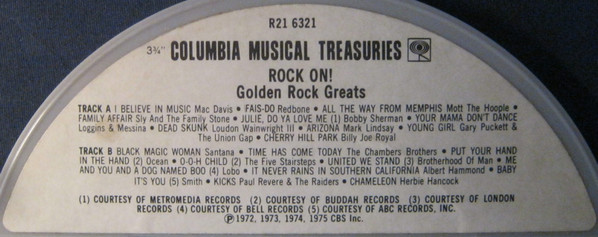 R21 6321
3¾" COLUMBIA MUSICAL TREASURIES
ROCK ON!
Golden Rock Greats
TRACK A I BELIEVE IN MUSIC Mac Davis • FAIS-DO Redbone • ALL THE WAY FROM MEMPHIS Mott The Hoople •
FAMILY AFFAIR Sly And The Family Stone • JULIE, DO YA LOVE ME (1) Bobby Sherman • YOUR MAMA DON'T DANCE
Loggins & Messina • DEAD SKUNK Loudon Wainwright III • ARIZONA Mark Lindsay • YOUNG GIRL Gary Puckett &
The Union Gap • CHERRY HILL PARK Billy Joe Royal
TRACK B BLACK MAGIC WOMAN Santana • TIME HAS COME TODAY The Chambers Brothers • PUT YOUR HAND
IN THE HAND (2) Ocean • O-O-H CHILD (2) The Five Stairsteps • UNITED WE STAND (3) Brotherhood Of Man • ME
AND YOU AND A DOG NAMED BOO (4) Lobo • IT NEVER RAINS IN SOUTHERN CALIFORNIA Albert Hammond • BABY
IT'S YOU (5) Smith • KICKS Paul Revere & The Raiders • CHAMELEON Herbie Hancock
(1) COURTESY OF METROMEDIA RECORDS (2) COURTESY OF BUDDAH RECORDS (3) COURTESY OF LONDON
RECORDS (4) COURTESY OF BELL RECORDS (5) COURTESY OF ABC RECORDS, INC.
Ⓟ 1972, 1973, 1974, 1975 CBS Inc.